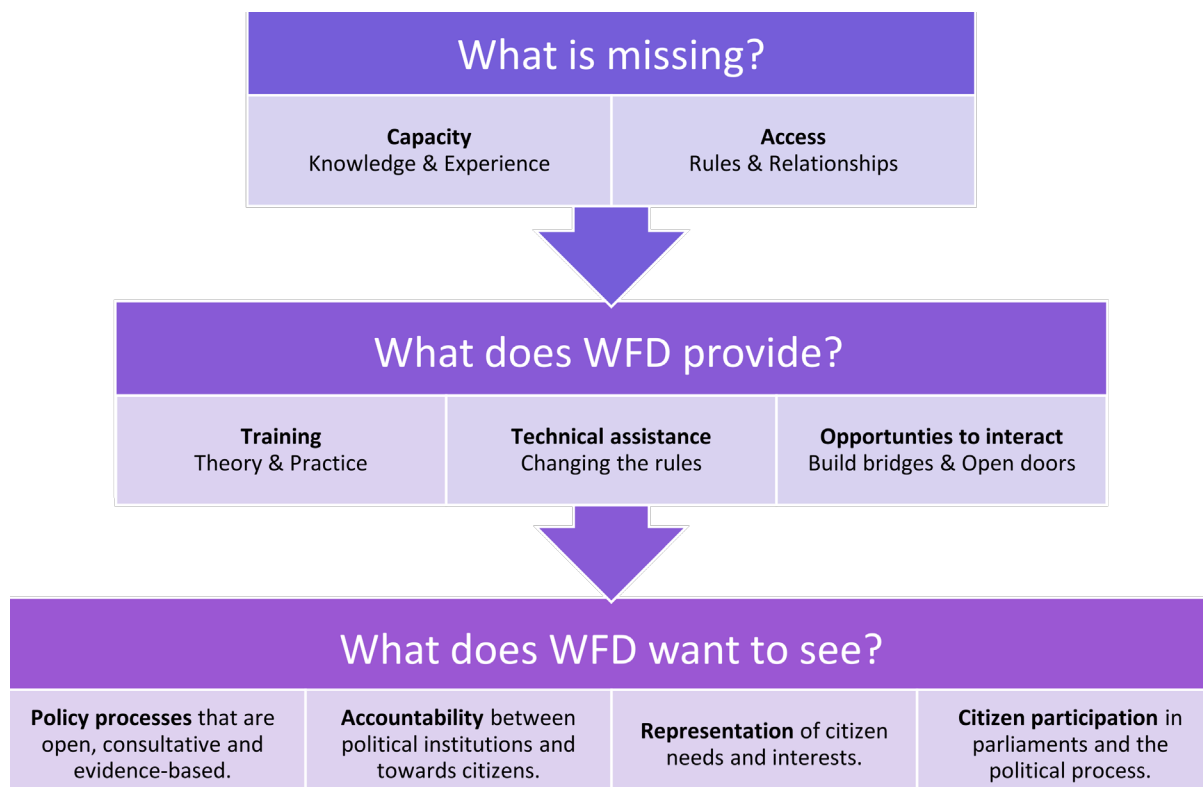 What is missing?
Capacity
Knowledge & Experience
Access
Rules & Relationships
What does WFD provide?
Training
Theory & Practice
Technical assistance
Changing the rules
Opportunties to interact
Build bridges & Open doors
What does WFD want to see?
Policy processes that are
open, consultative and
evidence-based.
Accountability between
political institutions and
towards citizens.
Representation of citizen
needs and interests.
Citizen participation in
parliaments and the
political process.